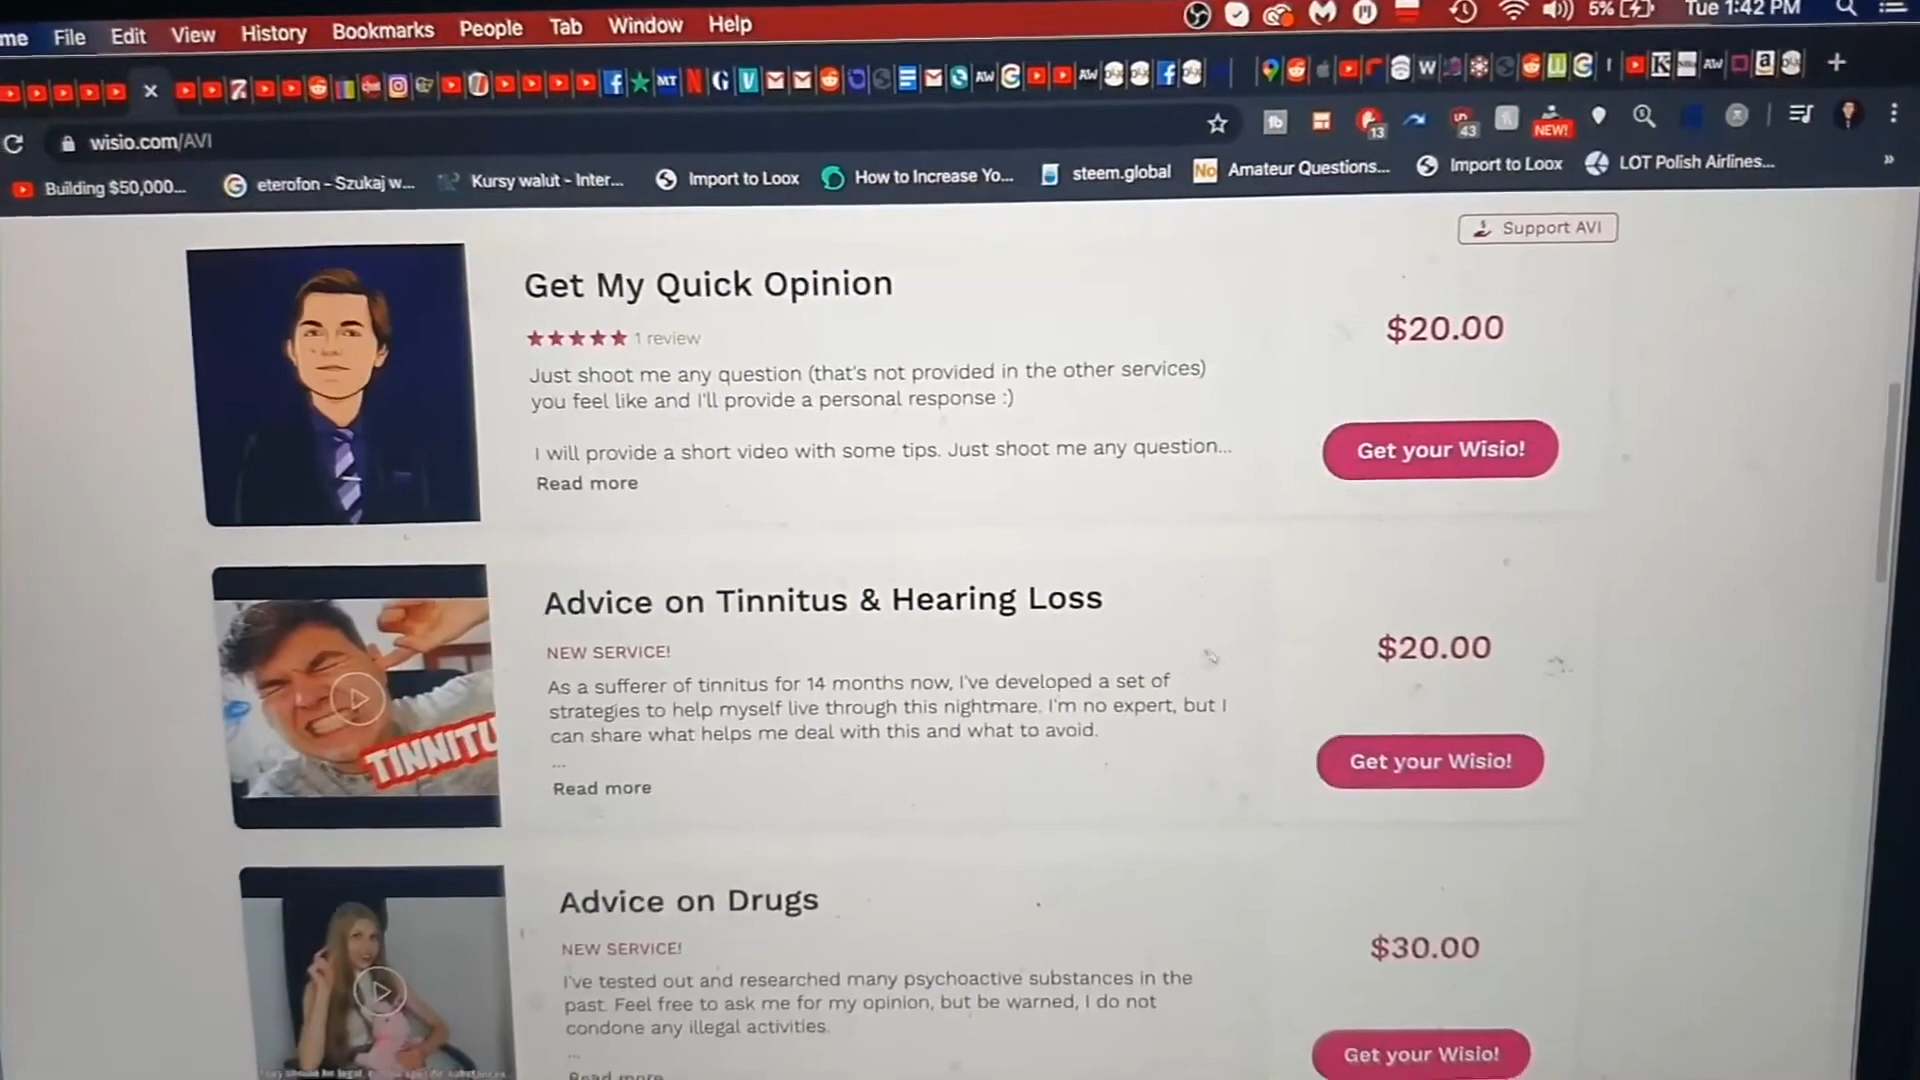 me File Edit View History Bookmarks People Tab Window Help
5% Tue 1:42 PM
wisio.com/AVI
13
43
NEW!
Building $50,000...
eterofon - Szukaj w...
Kursy walut - Inter...
Import to Loox
How to Increase Yo...
steem.global
No Amateur Questions...
Import to Loox
LOT Polish Airlines...
»
Support AVI
Get My Quick Opinion
1 review
Just shoot me any question (that's not provided in the other services)
you feel like and I'll provide a personal response :)
I will provide a short video with some tips. Just shoot me any question...
Read more
$20.00
Get your Wisio!
TINNITU
Advice on Tinnitus & Hearing Loss
NEW SERVICE!
As a sufferer of tinnitus for 14 months now, I've developed a set of
strategies to help myself live through this nightmare. I'm no expert, but I
can share what helps me deal with this and what to avoid.
...
Read more
$20.00
Get your Wisio!
Advice on Drugs
NEW SERVICE!
I've tested out and researched many psychoactive substances in the
past. Feel free to ask me for my opinion, but be warned, I do not
condone any illegal activities.
...
Read more
$30.00
Get your Wisio!